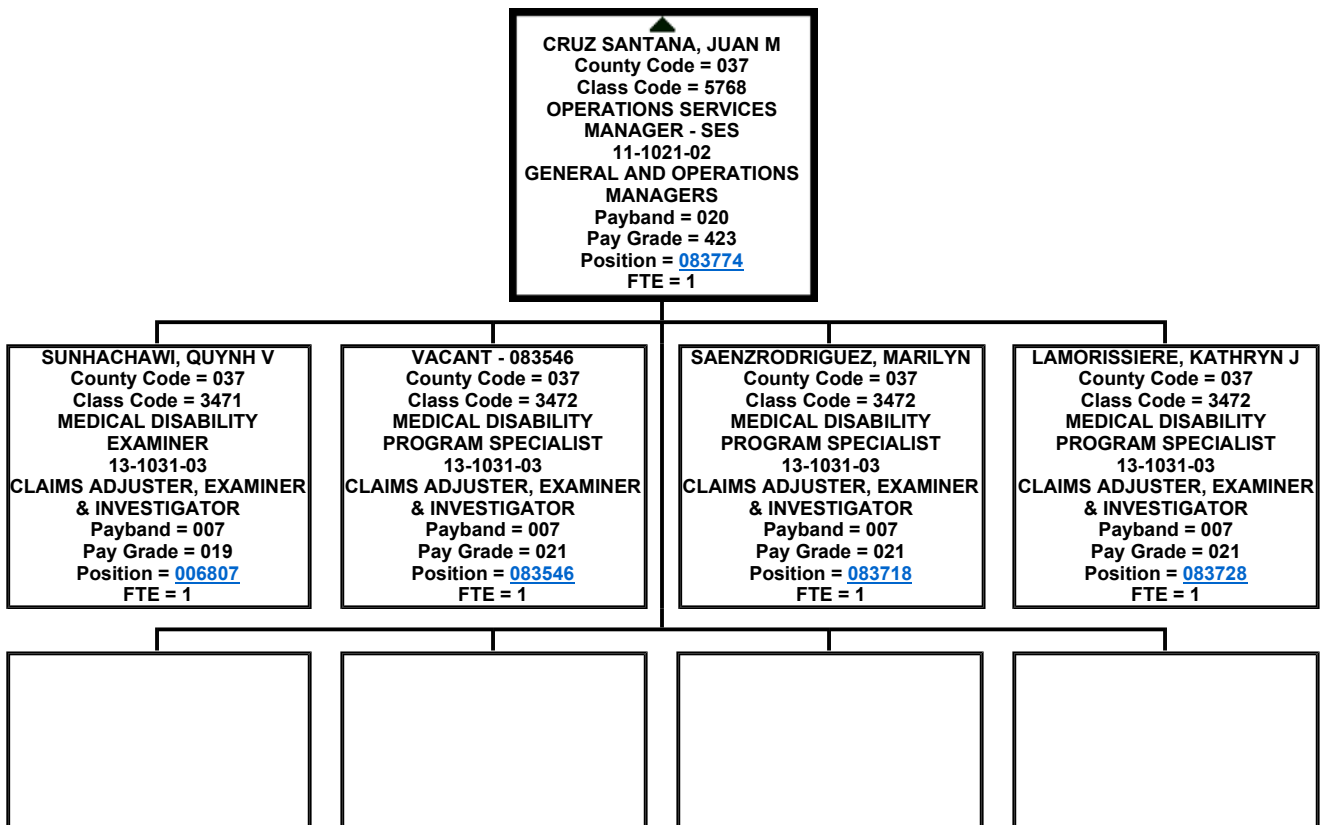 CRUZ SANTANA, JUAN M
County Code = 037
Class Code = 5768
OPERATIONS SERVICES
MANAGER - SES
11-1021-02
GENERAL AND OPERATIONS
MANAGERS
Payband = 020
Pay Grade = 423
Position = 083774
FTE = 1
SUNHACHAWI, QUYNH V
County Code = 037
Class Code = 3471
MEDICAL DISABILITY
EXAMINER
13-1031-03
CLAIMS ADJUSTER, EXAMINER
& INVESTIGATOR
Payband = 007
Pay Grade = 019
Position = 006807
FTE = 1
VACANT - 083546
County Code = 037
Class Code = 3472
MEDICAL DISABILITY
PROGRAM SPECIALIST
13-1031-03
CLAIMS ADJUSTER, EXAMINER
& INVESTIGATOR
Payband = 007
Pay Grade = 021
Position = 083546
FTE = 1
SAENZRODRIGUEZ, MARILYN
County Code = 037
Class Code = 3472
MEDICAL DISABILITY
PROGRAM SPECIALIST
13-1031-03
CLAIMS ADJUSTER, EXAMINER
& INVESTIGATOR
Payband = 007
Pay Grade = 021
Position = 083718
FTE = 1
LAMORISSIERE, KATHRYN J
County Code = 037
Class Code = 3472
MEDICAL DISABILITY
PROGRAM SPECIALIST
13-1031-03
CLAIMS ADJUSTER, EXAMINER
& INVESTIGATOR
Payband = 007
Pay Grade = 021
Position = 083728
FTE = 1